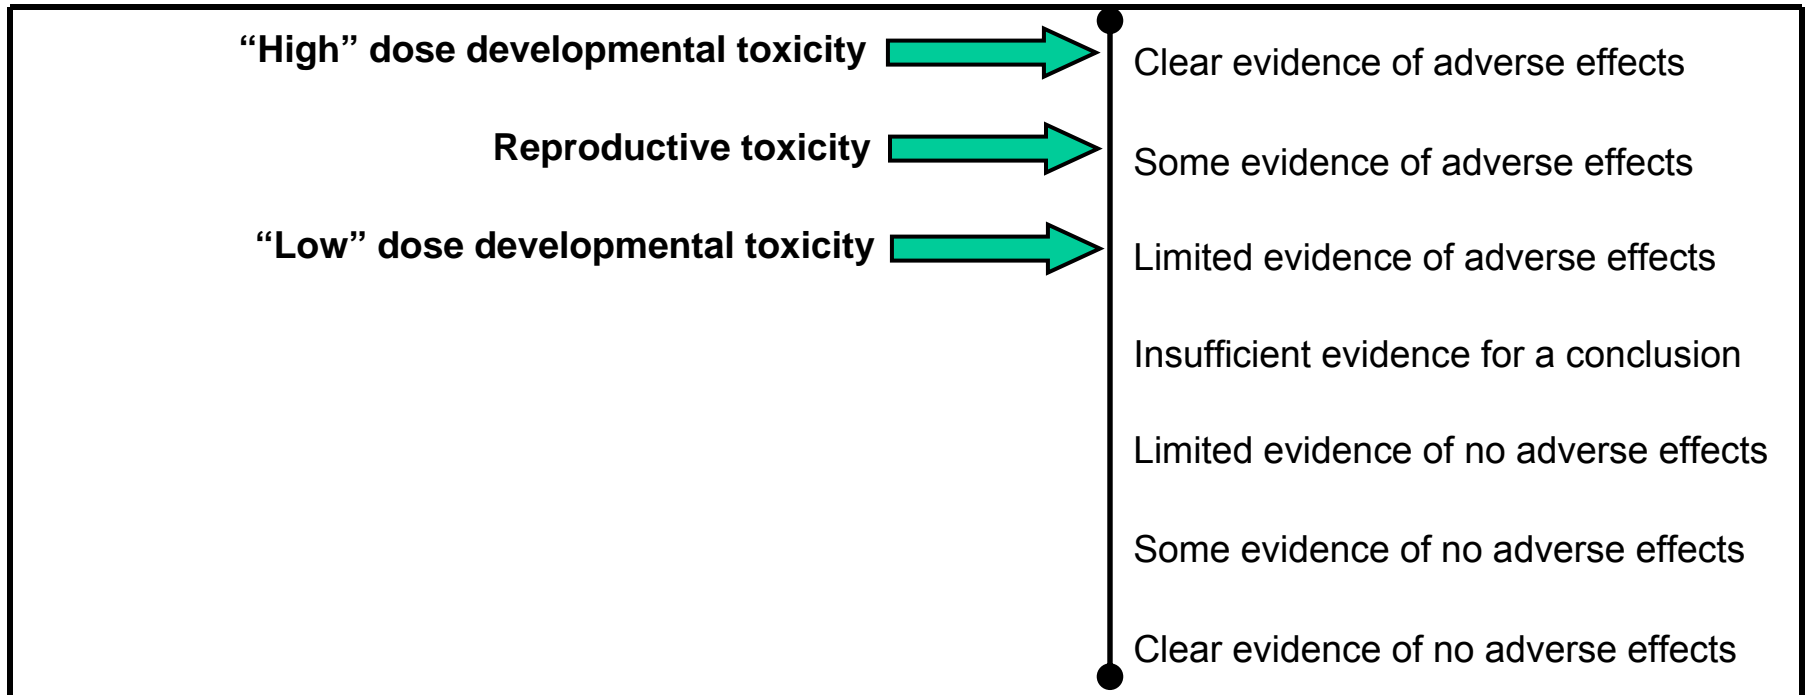 “High” dose developmental toxicity
Clear evidence of adverse effects
Reproductive toxicity
Some evidence of adverse effects
“Low” dose developmental toxicity
Limited evidence of adverse effects
Insufficient evidence for a conclusion
Limited evidence of no adverse effects
Some evidence of no adverse effects
Clear evidence of no adverse effects